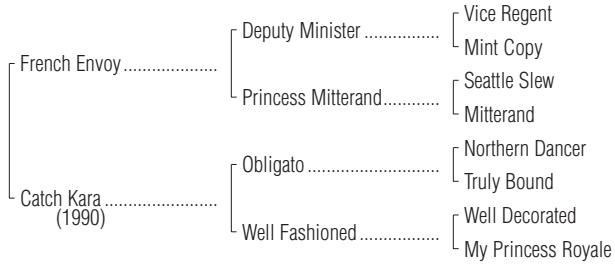 Vice Regent
Deputy Minister ................
Mint Copy
French Envoy ....................
Seattle Slew
Princess Mitterand ............
Mitterand
Northern Dancer
Obligato ............................
Truly Bound
Catch Kara ........................
(1990)
Well Decorated
Well Fashioned .................
My Princess Royale